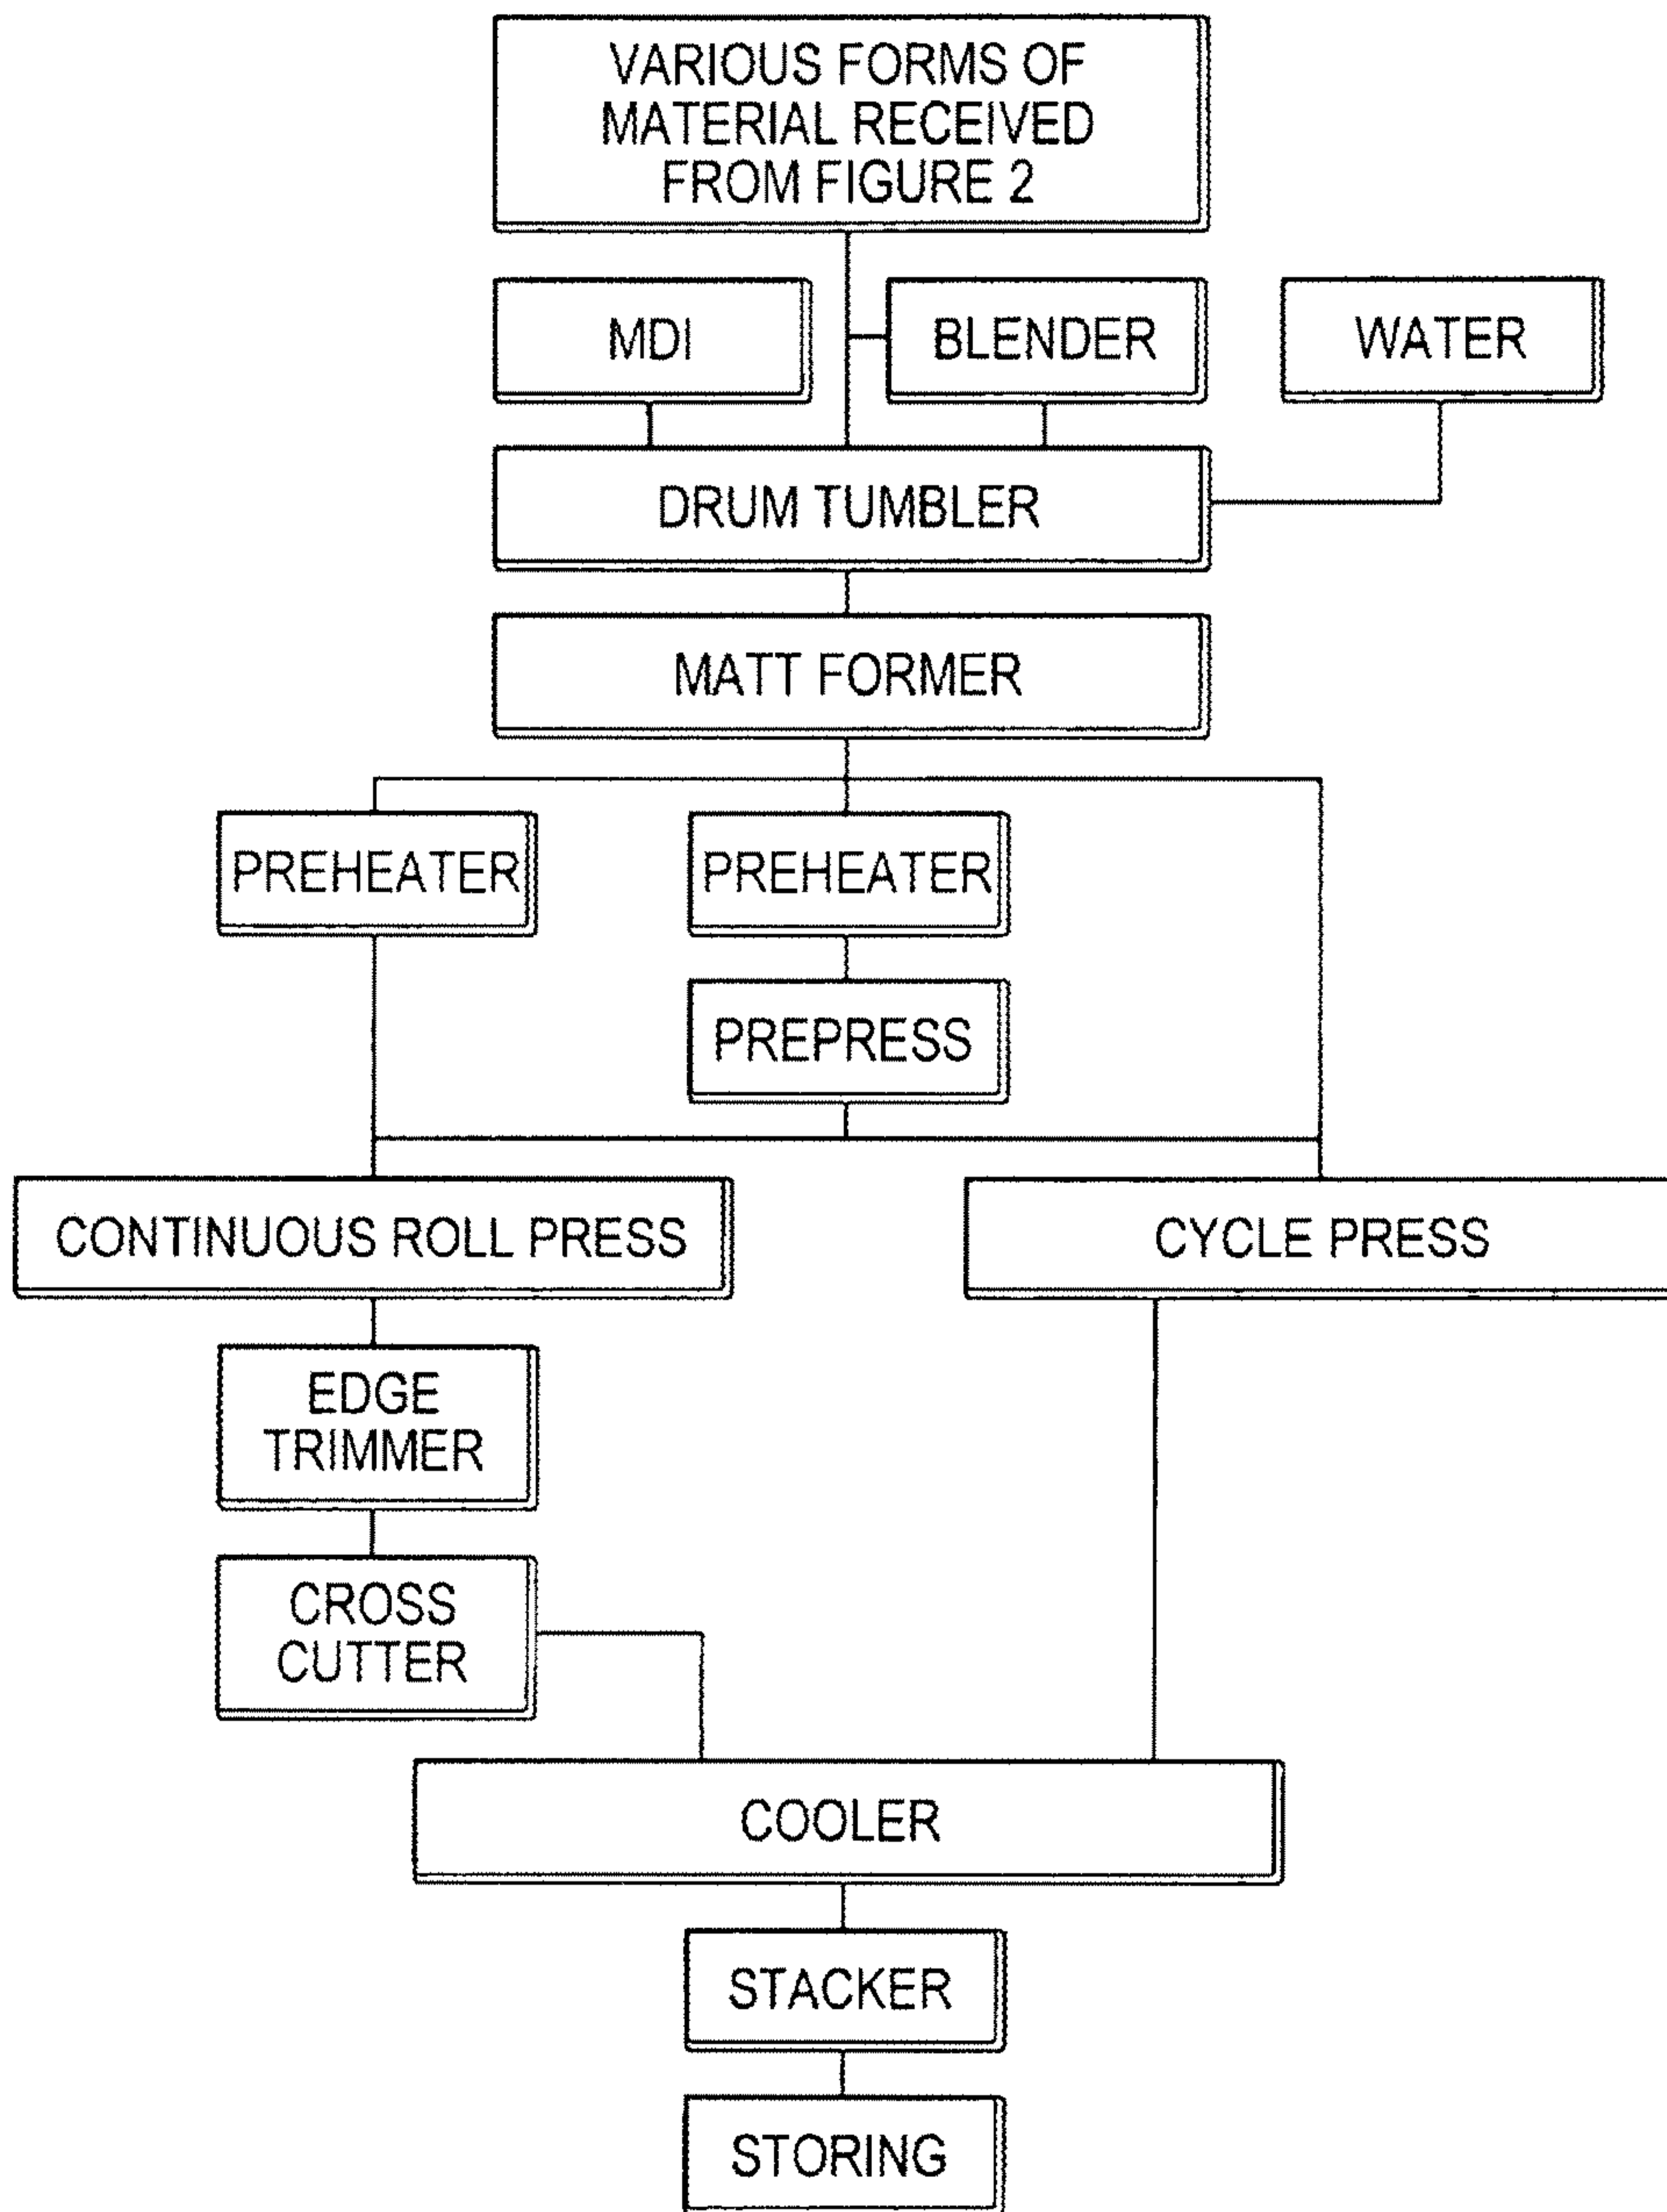 VARIOUS FORMS OF
MATERIAL RECEIVED
FROM FIGURE 2
MDI
BLENDER
WATER
DRUM TUMBLER
MATT FORMER
PREHEATER
PREHEATER
PREPRESS
CONTINUOUS ROLL PRESS
CYCLE PRESS
EDGE
TRIMMER
CROSS
CUTTER
COOLER
STACKER
STORING